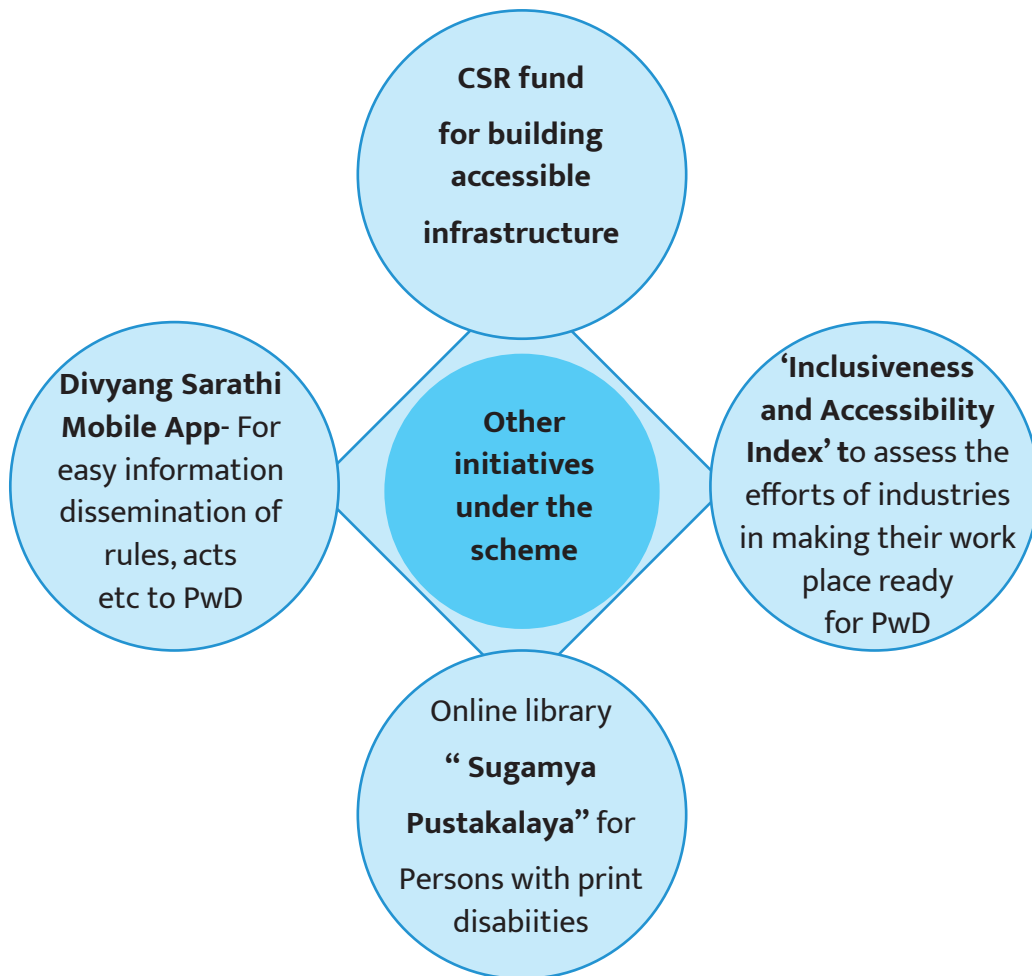 CSR fund
for building
accessible
infrastructure
Divyang Sarathi
Mobile App- For
easy information
dissemination of
rules, acts
etc to PwD
Other
initiatives
under the
scheme
‘Inclusiveness
and Accessibility
Index’ to assess the
efforts of industries
in making their work
place ready
for PwD
Online library
“ Sugamya
Pustakalaya” for
Persons with print
disabiities